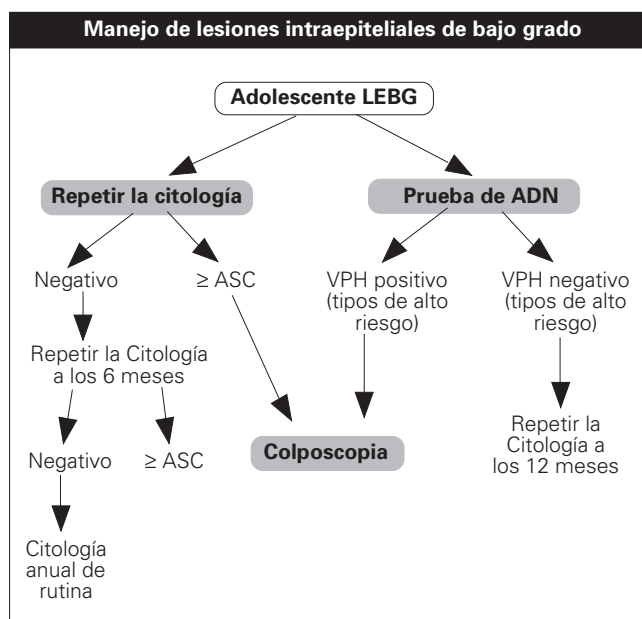 Manejo de lesiones intraepiteliales de bajo grado
Adolescente LEBG
Repetir la citología
Prueba de ADN
Negativo
≥ ASC
VPH positivo
(tipos de alto
riesgo)
VPH negativo
(tipos de alto
riesgo)
Repetir la Citología
a los 6 meses
Negativo
≥ ASC
Colposcopia
Repetir la
Citología a
los 12 meses
Citología
anual de
rutina